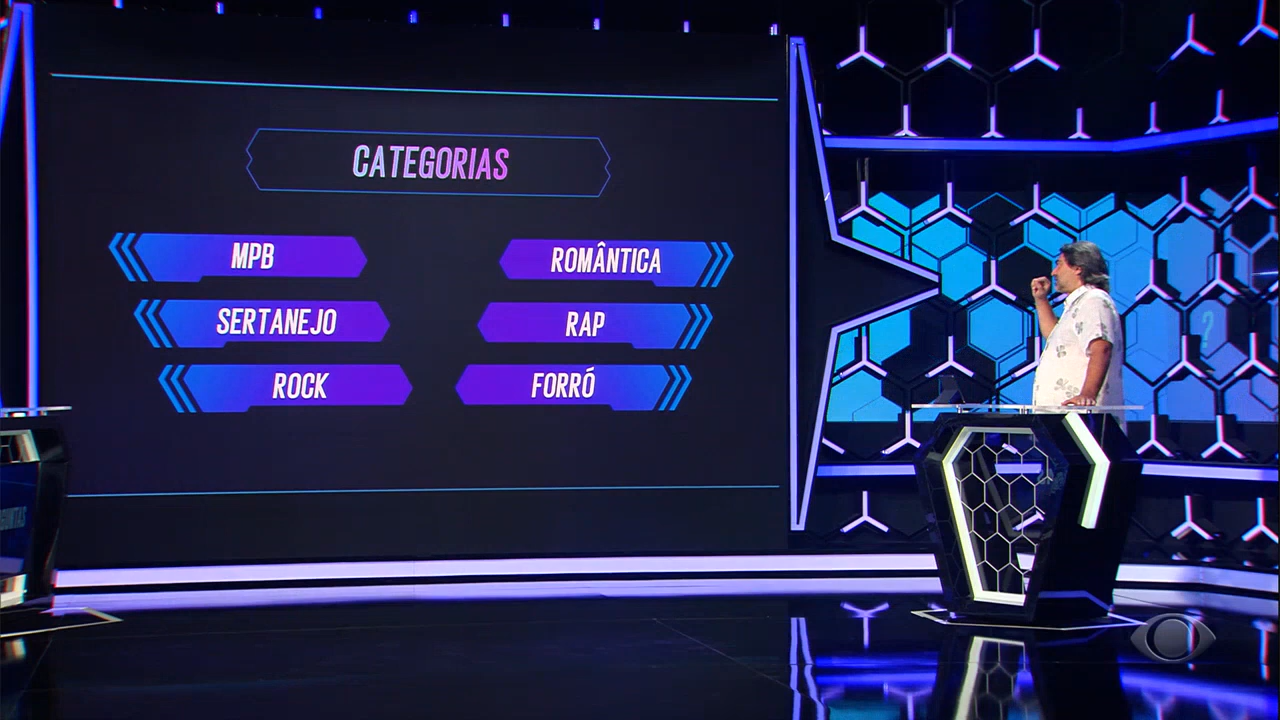 CATEGORIAS
MPB
ROMÂNTICA
SERTANEJO
RAP
ROCK
FORRÓ
?